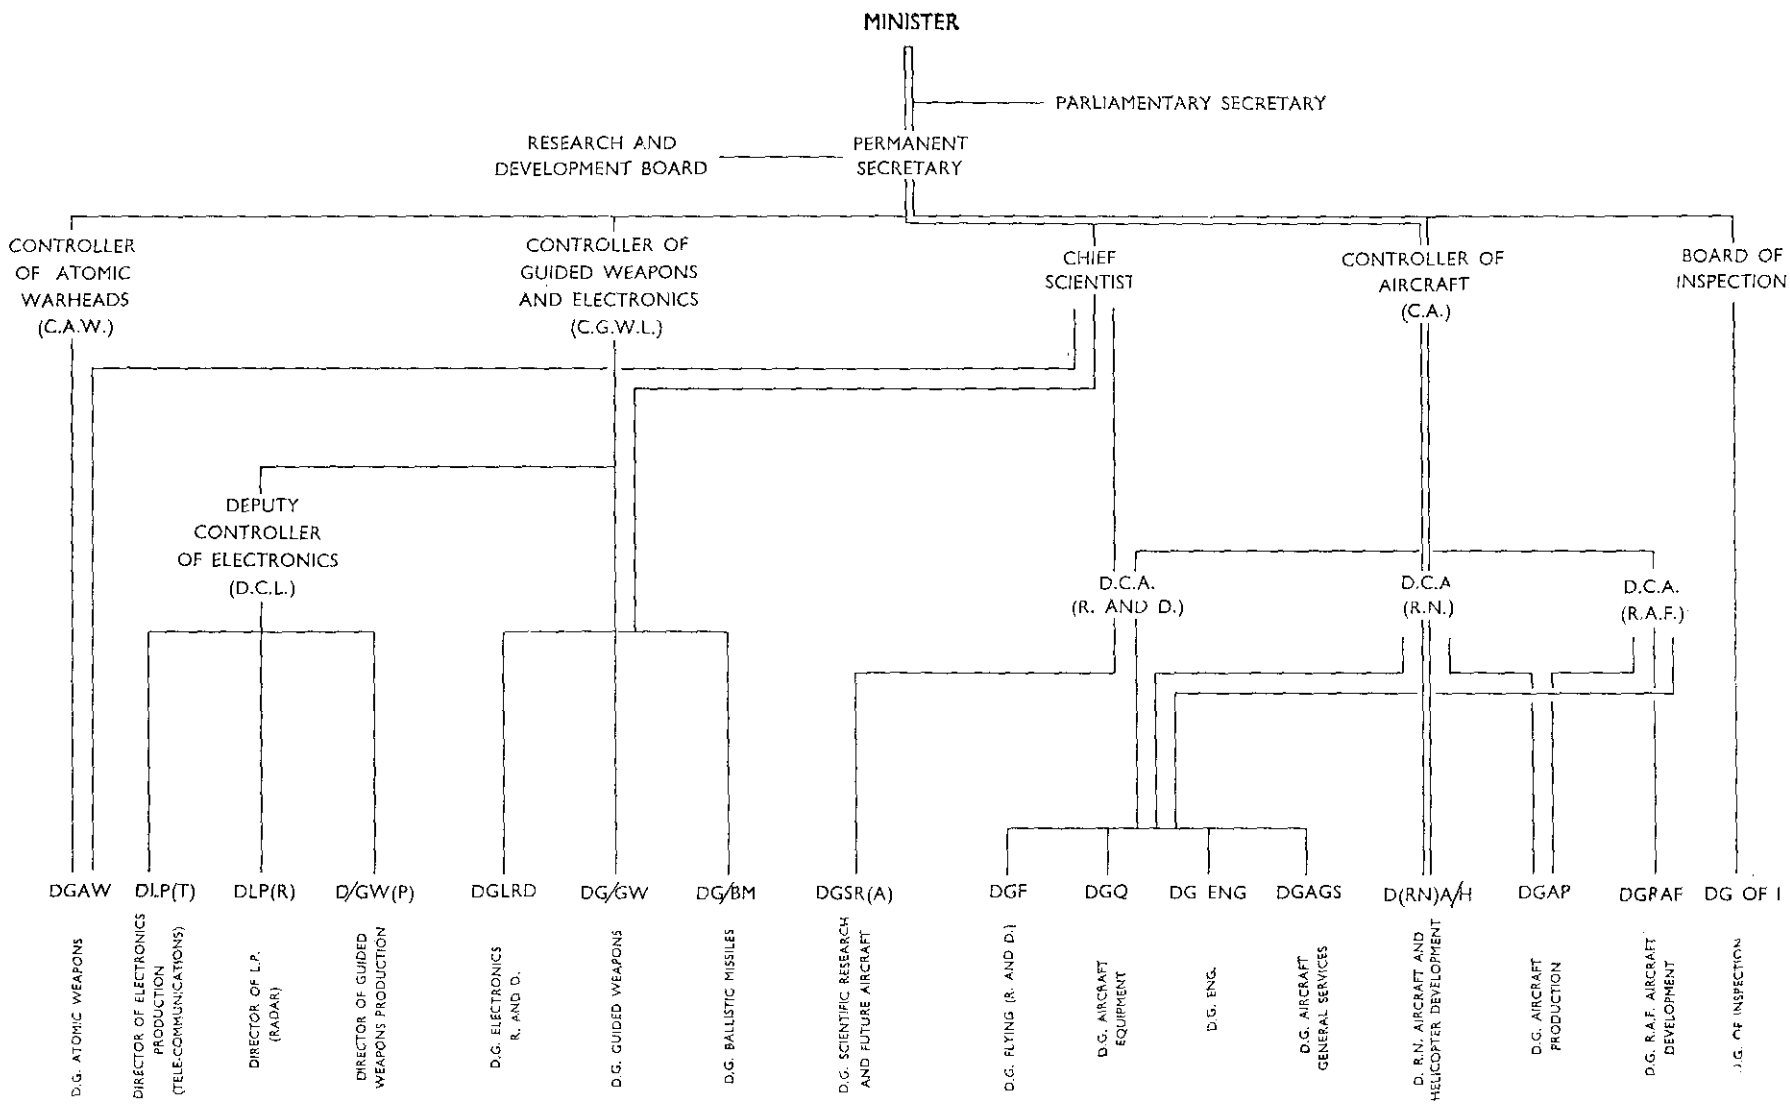 MINISTER
PARLIAMENTARY SECRETARY
RESEARCH AND
DEVELOPMENT BOARD
PERMANENT
SECRETARY
CONTROLLER
OF ATOMIC
WARHEADS
(C.A.W.)
CONTROLLER OF
GUIDED WEAPONS
AND ELECTRONICS
(C.G.W.L.)
CHIEF
SCIENTIST
CONTROLLER OF
AIRCRAFT
(C.A.)
BOARD OF
INSPECTION
DEPUTY
CONTROLLER
OF ELECTRONICS
(D.C.L.)
D.C.A.
(R. AND D.)
D.C.A
(R.N.)
D.C.A.
(R.A.F.)
DGAW
DLP(T)
DLP(R)
D/GW(P)
DGLRD
DG/GW
DG/BM
DGSR(A)
DGF
DGQ
DG ENG
DGAGS
D(RN)A/H
DGAP
DGRAF
DG OF I
D.G. ATOMIC WEAPONS
DIRECTOR OF ELECTRONICS
PRODUCTION
(TELE-COMMUNICATIONS)
DIRECTOR OF L.P.
(RADAR)
DIRECTOR OF GUIDED
WEAPONS PRODUCTION
D.G. ELECTRONICS
R. AND D.
D.G. GUIDED WEAPONS
D.G. BALLISTIC MISSILES
D.G. SCIENTIFIC RESEARCH
AND FUTURE AIRCRAFT
D.G. FLYING (R. AND D.)
D.G. AIRCRAFT
EQUIPMENT
D.G. ENG.
D.G. AIRCRAFT
GENERAL SERVICES
D. R.N. AIRCRAFT AND
HELICOPTER DEVELOPMENT
D.G. AIRCRAFT
PRODUCTION
D.G. R.A.F. AIRCRAFT
DEVELOPMENT
D.G. OF INSPECTION